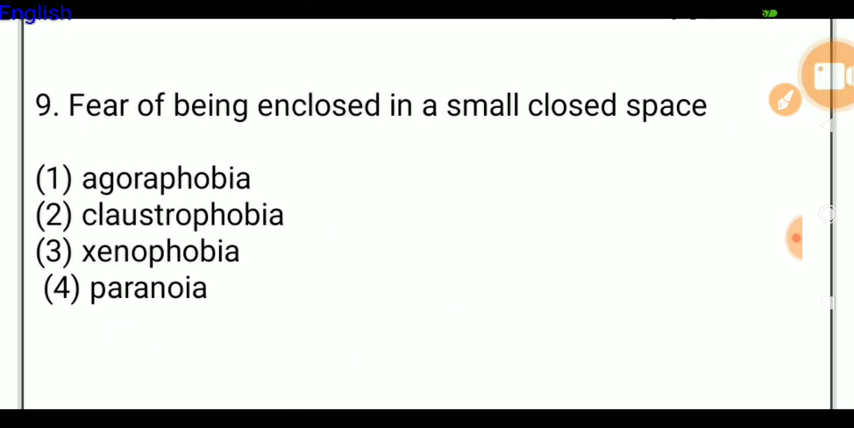 English
9. Fear of being enclosed in a small closed space
(1) agoraphobia
(2) claustrophobia
(3) xenophobia
(4) paranoia